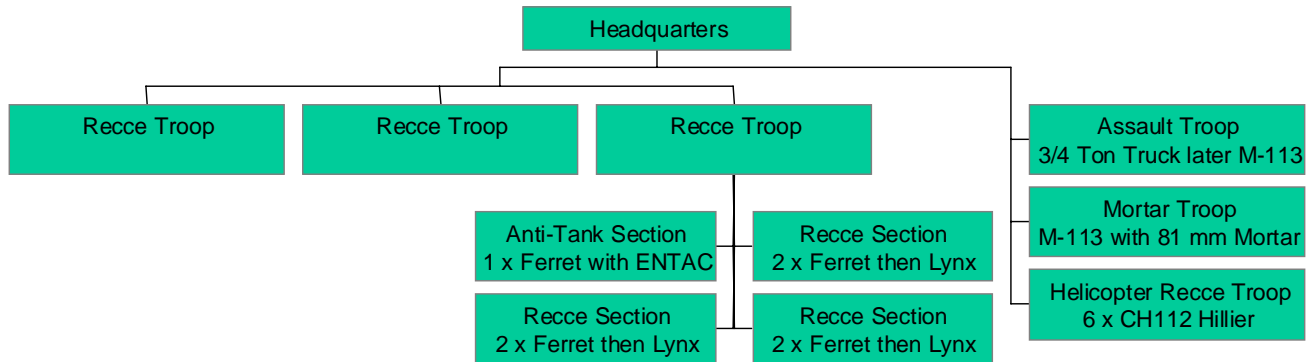 Headquarters
Recce Troop
Recce Troop
Recce Troop
Assault Troop
3/4 Ton Truck later M-113
Mortar Troop
M-113 with 81 mm Mortar
Helicopter Recce Troop
6 x CH112 Hillier
Anti-Tank Section
1 x Ferret with ENTAC
Recce Section
2 x Ferret then Lynx
Recce Section
2 x Ferret then Lynx
Recce Section
2 x Ferret then Lynx